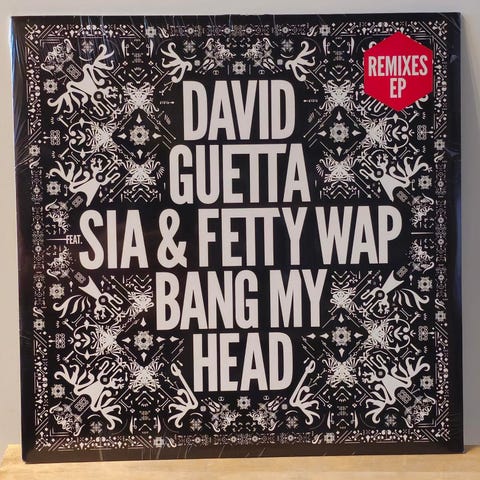 REMIXES
EP
DAVID
GUETTA
FEAT. SIA & FETTY WAP
BANG MY
HEAD